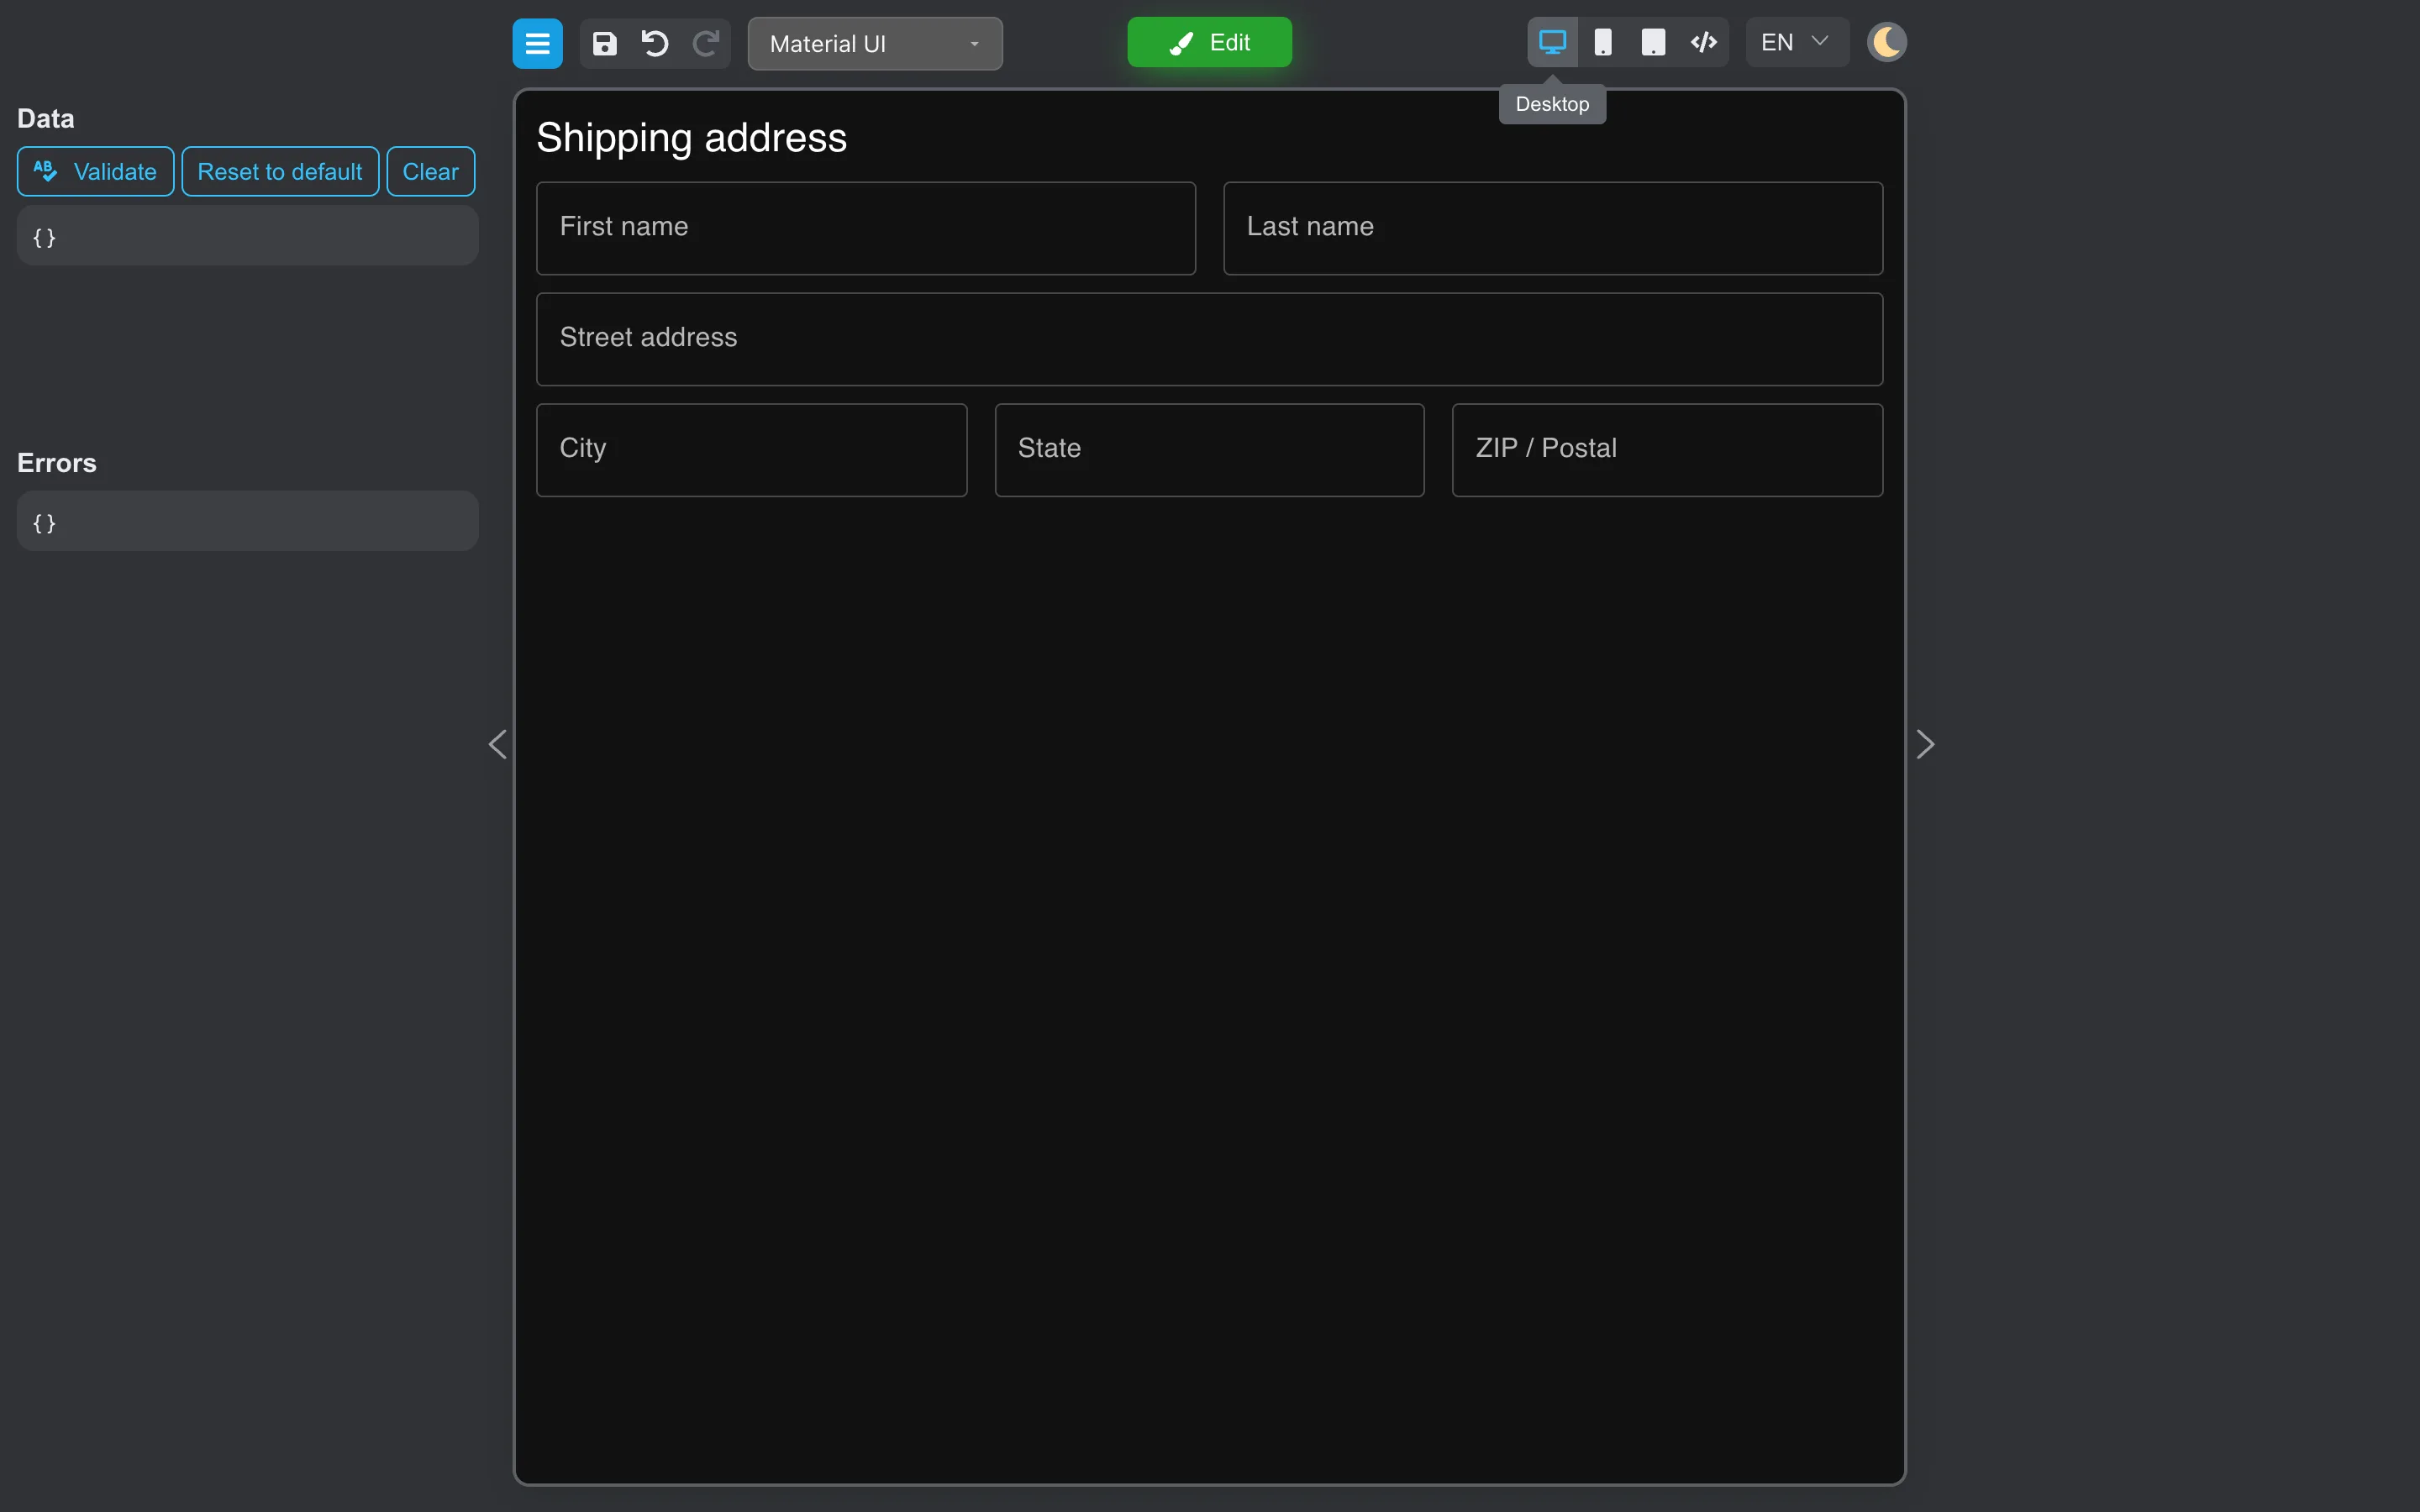 Material UI
Edit
EN
Desktop
Data
AB Validate
Reset to default
Clear
{}
Errors
{}
Shipping address
First name
Last name
Street address
City
State
ZIP / Postal